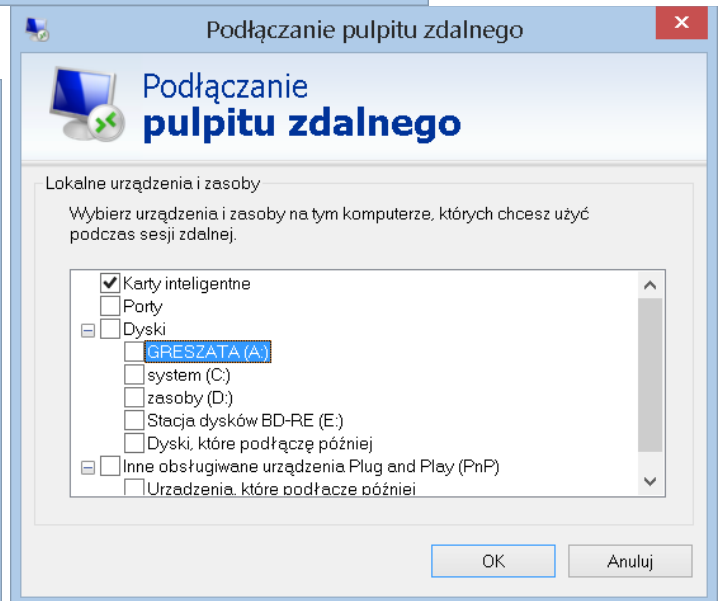 Podłączanie pulpitu zdalnego
Podłączanie
pulpitu zdalnego
Lokalne urządzenia i zasoby
Wybierz urządzenia i zasoby na tym komputerze, których chcesz użyć
podczas sesji zdalnej.
Karty inteligentne
Porty
Dyski
GRESZATA (A:)
system (C:)
zasoby (D:)
Stacja dysków BD-RE (E:)
Dyski, które podłączę później
Inne obsługiwane urządzenia Plug and Play (PnP)
Urządzenia, które podłączę później
OK
Anuluj